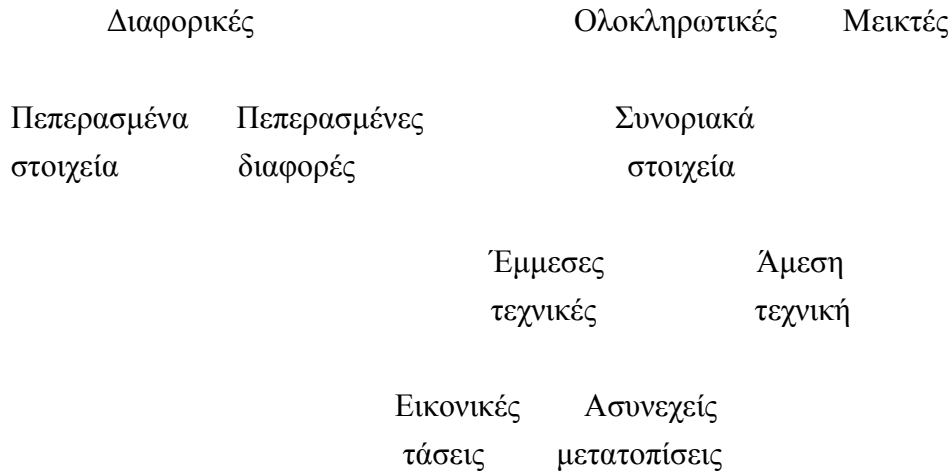 Διαφορικές Ολοκληρωτικές Μεικτές
Πεπερασμένα Πεπερασμένες Συνοριακά
στοιχεία διαφορές στοιχεία
Έμμεσες Άμεση
τεχνικές τεχνική
Εικονικές Ασυνεχείς
τάσεις μετατοπίσεις